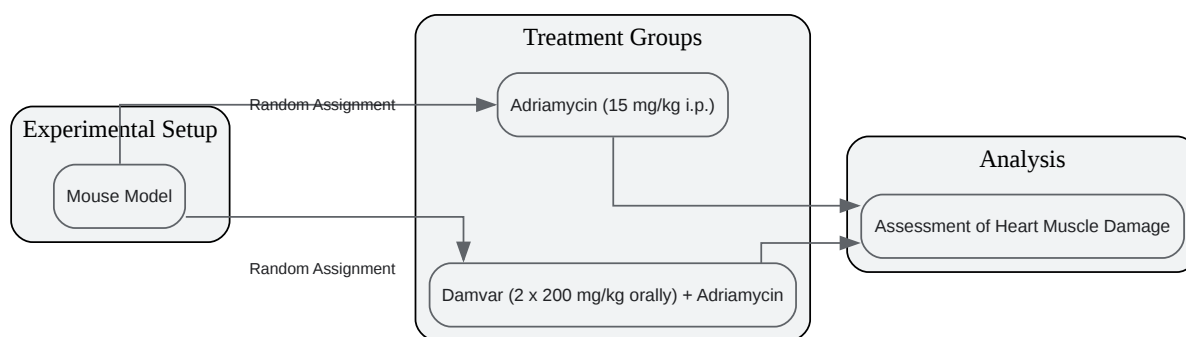 Treatment Groups
Adriamycin (15 mg/kg i.p.)
Random Assignment
Experimental Setup
Mouse Model
Analysis
Assessment of Heart Muscle Damage
Random Assignment
Damvar (2 x 200 mg/kg orally) + Adriamycin